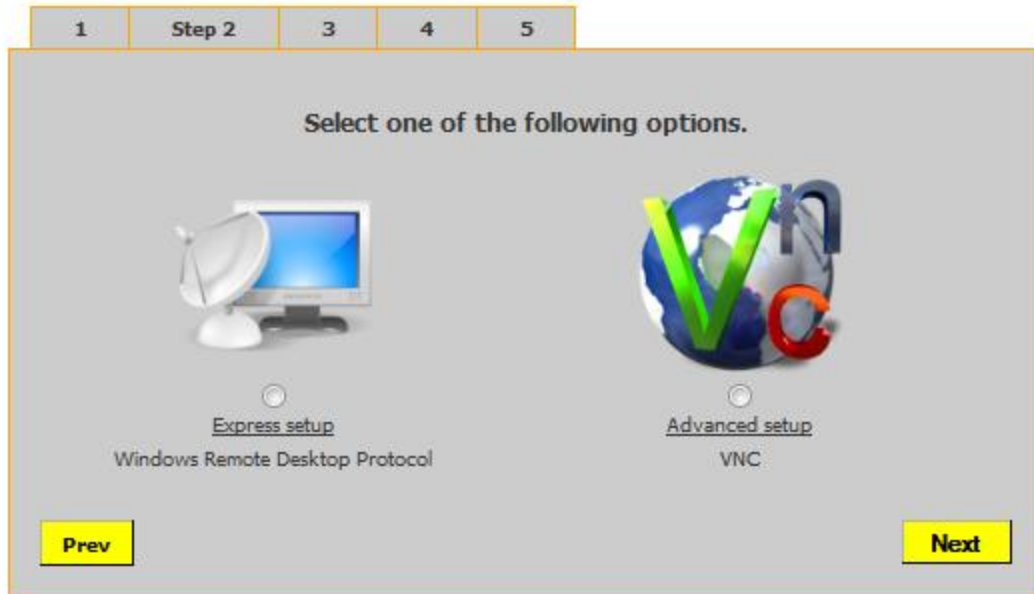 1 Step 2 3 4 5
Select one of the following options.
Vnc
Express setup
Advanced setup
Windows Remote Desktop Protocol
VNC
Prev
Next